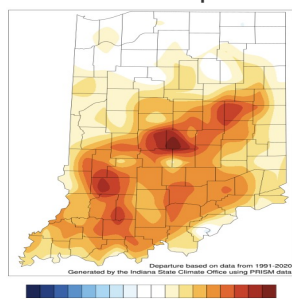 Departure based on data from 1991-2020
Generated by the Indiana State Climate Office using PRISM data